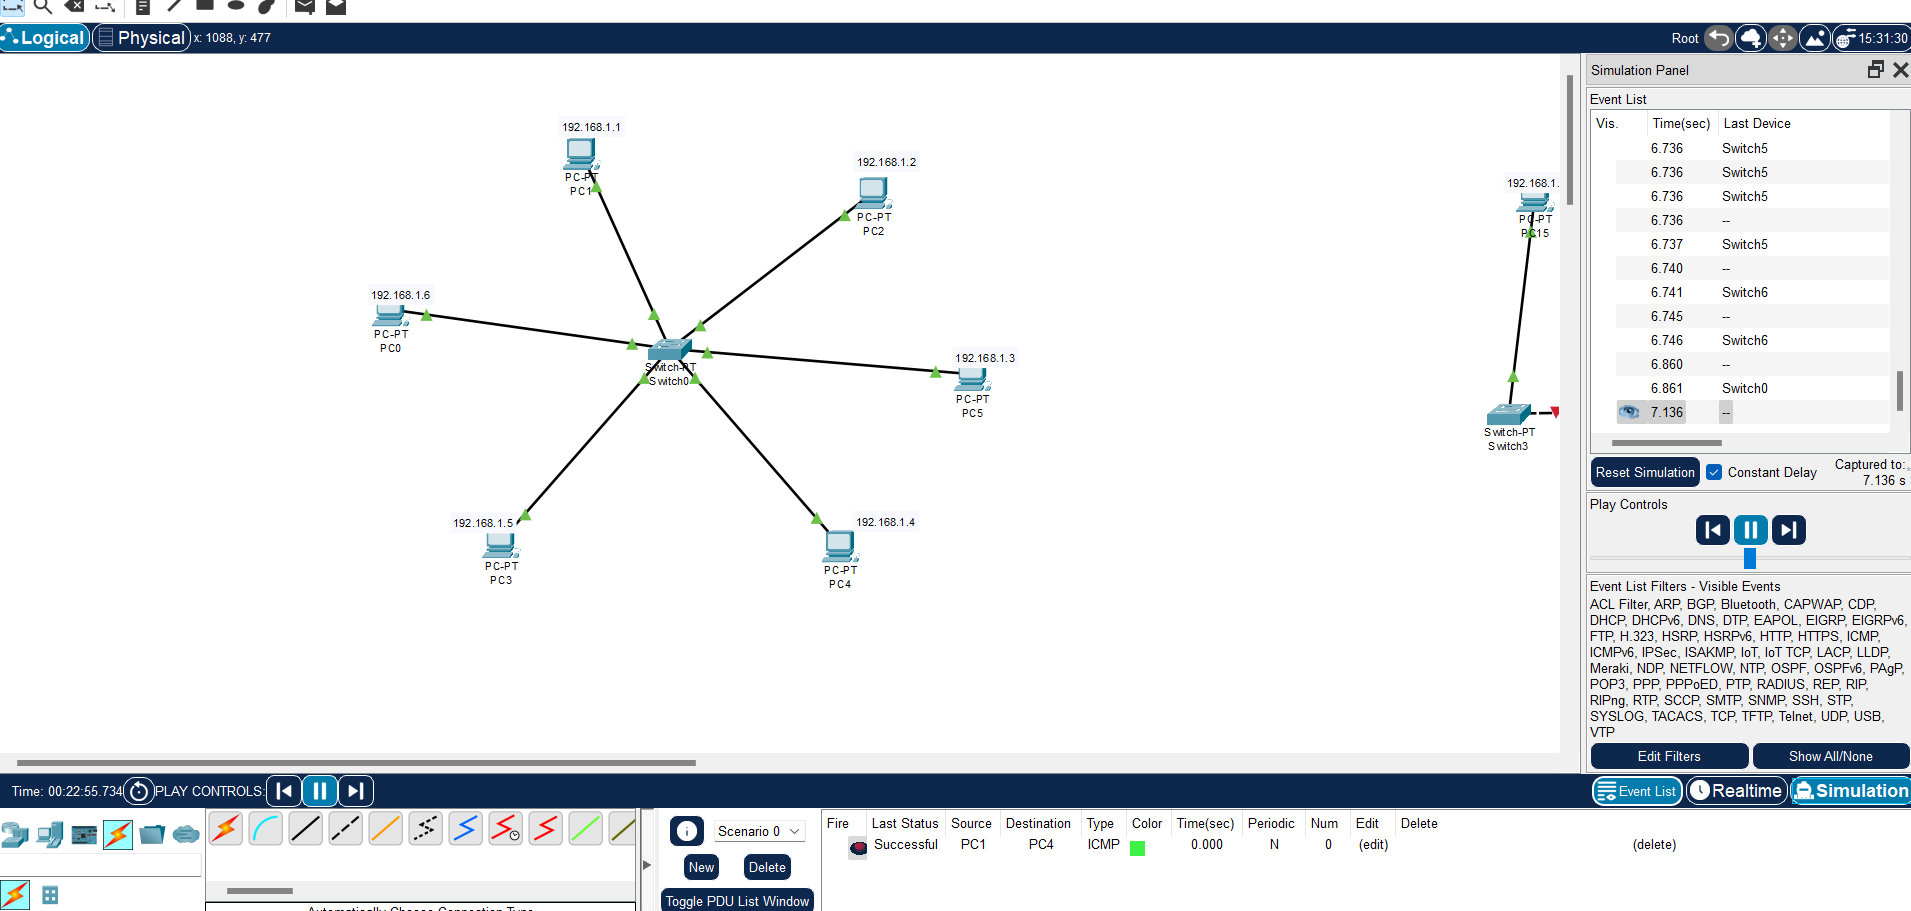 Logical
Physical
x: 1088, y: 477
Root
15:31:30
192.168.1.1
PC-PT
PC1
192.168.1.2
PC-PT
PC2
192.168.1.6
PC-PT
PC0
Switch-PT
Switch0
192.168.1.3
PC-PT
PC5
192.168.1.5
PC-PT
PC3
192.168.1.4
PC-PT
PC4
192.168.1.
PC-PT
PC15
Switch-PT
Switch3
Simulation Panel
Event List
Vis. Time(sec) Last Device
6.736 Switch5
6.736 Switch5
6.736 Switch5
6.736 --
6.737 Switch5
6.740 --
6.741 Switch6
6.745 --
6.746 Switch6
6.860 --
6.861 Switch0
7.136 --
Reset Simulation
Constant Delay
Captured to:
7.136 s
Play Controls
Event List Filters - Visible Events
ACL Filter, ARP, BGP, Bluetooth, CAPWAP, CDP,
DHCP, DHCPv6, DNS, DTP, EAPOL, EIGRP, EIGRPv6,
FTP, H.323, HSRP, HSRPv6, HTTP, HTTPS, ICMP,
ICMPv6, IPSec, ISAKMP, IoT, IoT TCP, LACP, LLDP,
Meraki, NDP, NETFLOW, NTP, OSPF, OSPFv6, PAgP,
POP3, PPP, PPPoED, PTP, RADIUS, REP, RIP,
RIPng, RTP, SCCP, SMTP, SNMP, SSH, STP,
SYSLOG, TACACS, TCP, TFTP, Telnet, UDP, USB,
VTP
Edit Filters
Show All/None
Time: 00:22:55.734
PLAY CONTROLS:
Event List
Realtime
Simulation
Scenario 0
New
Delete
Toggle PDU List Window
Fire Last Status Source Destination Type Color Time(sec) Periodic Num Edit Delete
Successful PC1 PC4 ICMP 0.000 N 0 (edit) (delete)
Automatically Choose Connection Type